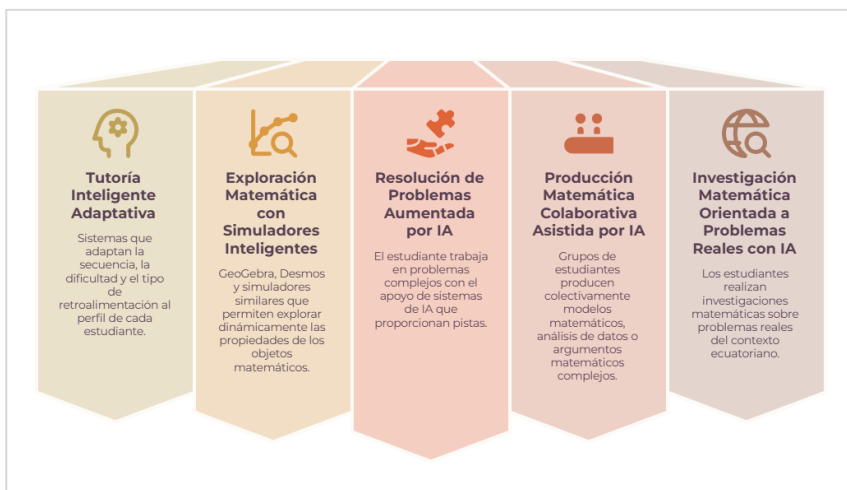 Tutoría
Inteligente
Adaptativa
Sistemas que
adaptan la
secuencia, la
dificultad y el tipo
de
retroalimentación al
perfil de cada
estudiante.
Exploración
Matemática
con
Simuladores
Inteligentes
GeoGebra, Desmos
y simuladores
similares que
permiten explorar
dinámicamente las
propiedades de los
objetos
matemáticos.
Resolución de
Problemas
Aumentada
por IA
El estudiante trabaja
en problemas
complejos con el
apoyo de sistemas
de IA que
proporcionan pistas.
Producción
Matemática
Colaborativa
Asistida por IA
Grupos de
estudiantes
producen
colectivamente
modelos
matemáticos,
análisis de datos o
argumentos
matemáticos
complejos.
Investigación
Matemática
Orientada a
Problemas
Reales con IA
Los estudiantes
realizan
investigaciones
matemáticas sobre
problemas reales
del contexto
ecuatoriano.